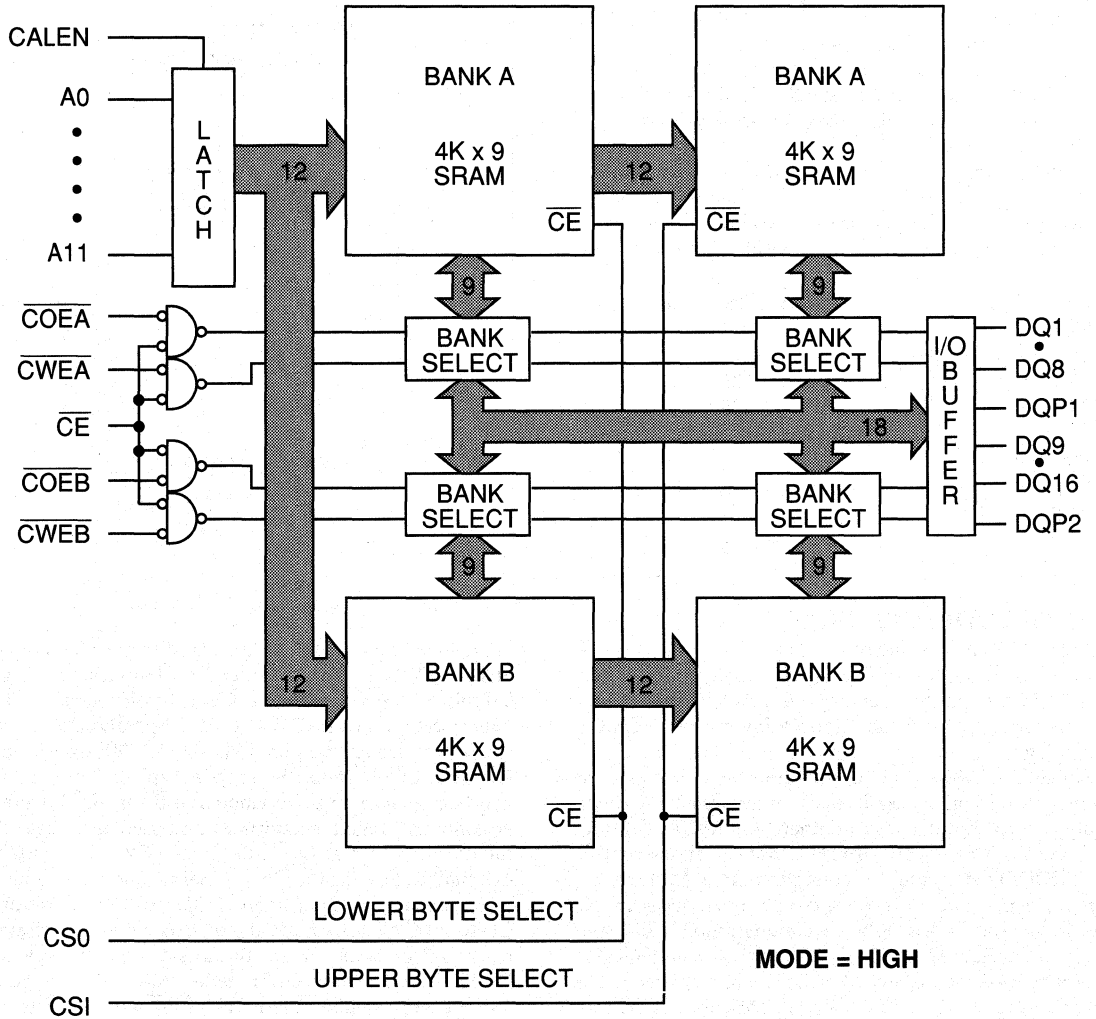 CALEN
A0
A11
LATCH
BANK A
4K x 9
SRAM
CE
BANK A
4K x 9
SRAM
CE
12
12
9
9
COEA
CWEA
CE
COEB
CWEB
BANK
SELECT
BANK
SELECT
18
BANK
SELECT
BANK
SELECT
I/O
BUFFER
DQ1
DQ8
DQP1
DQ9
DQ16
DQP2
9
9
12
12
BANK B
4K x 9
SRAM
CE
BANK B
4K x 9
SRAM
CE
LOWER BYTE SELECT
CS0
UPPER BYTE SELECT
CSI
MODE = HIGH